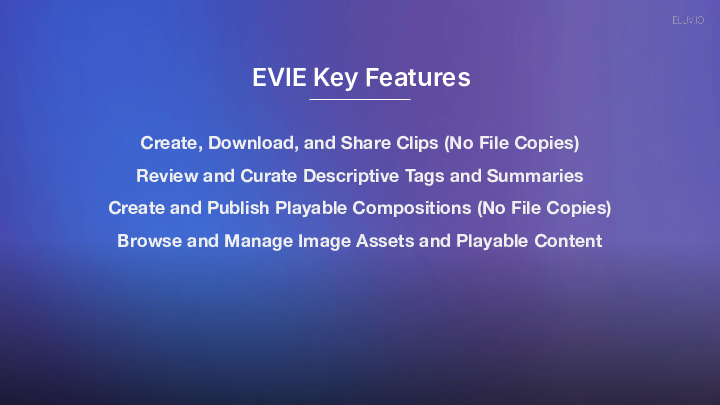 ELUVIO
EVIE Key Features
Create, Download, and Share Clips (No File Copies)
Review and Curate Descriptive Tags and Summaries
Create and Publish Playable Compositions (No File Copies)
Browse and Manage Image Assets and Playable Content